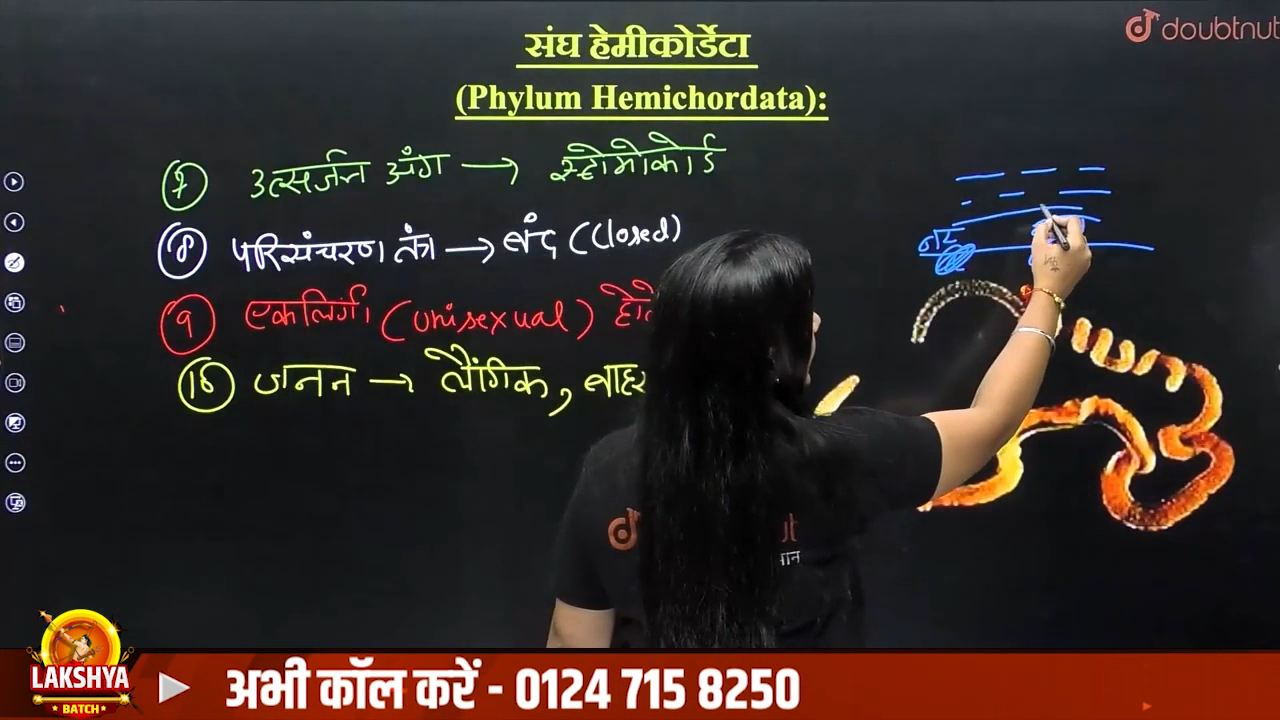 doubtnut
संघ हेमीकोर्डेटा
(Phylum Hemichordata):
7 उत्सर्जन अंग → स्टोमोकोर्ड
8 परिसंचरण तंत्र → बंद (Closed)
9 एकलिंगी (unisexual) होते
10 जनन → लैंगिक, बाह्य
नर
LAKSHYA
BATCH
अभी कॉल करें - 0124 715 8250